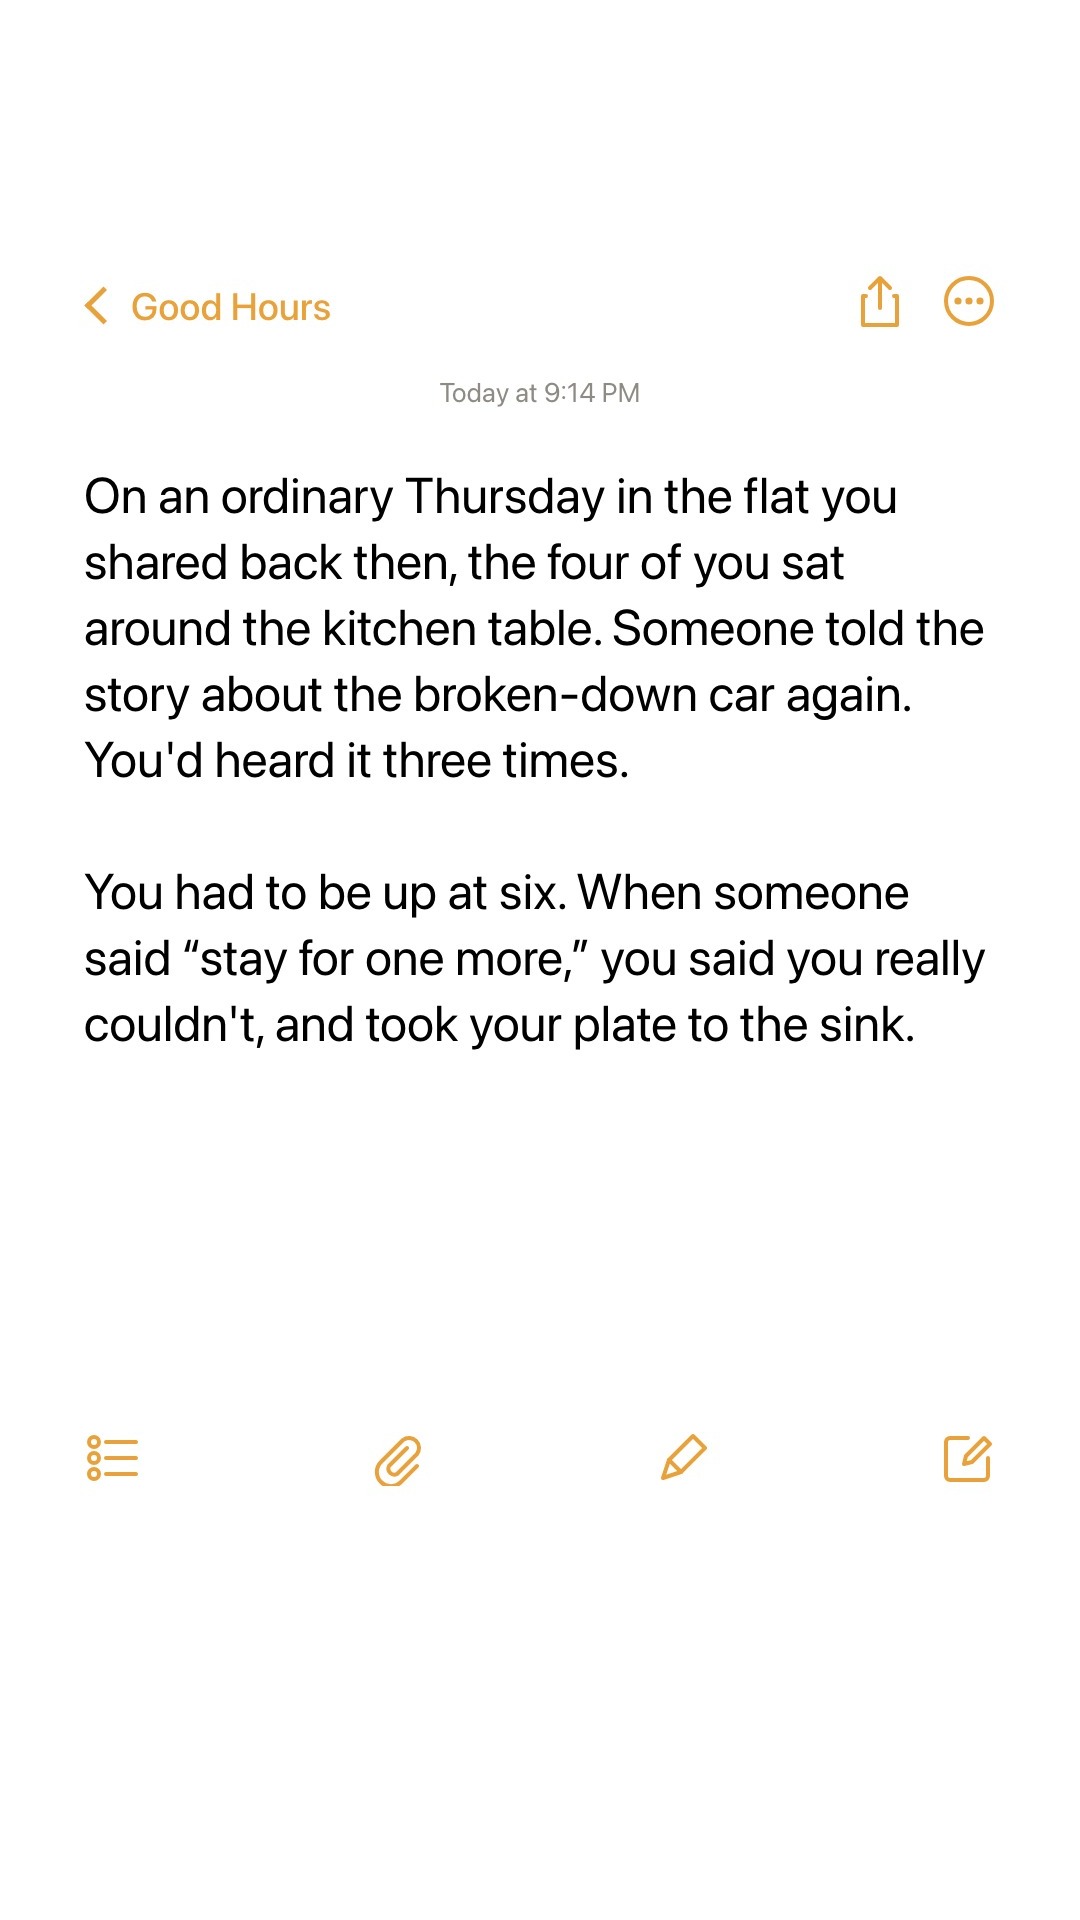 Good Hours
Today at 9:14 PM
On an ordinary Thursday in the flat you
shared back then, the four of you sat
around the kitchen table. Someone told the
story about the broken-down car again.
You'd heard it three times.
You had to be up at six. When someone
said “stay for one more,” you said you really
couldn't, and took your plate to the sink.